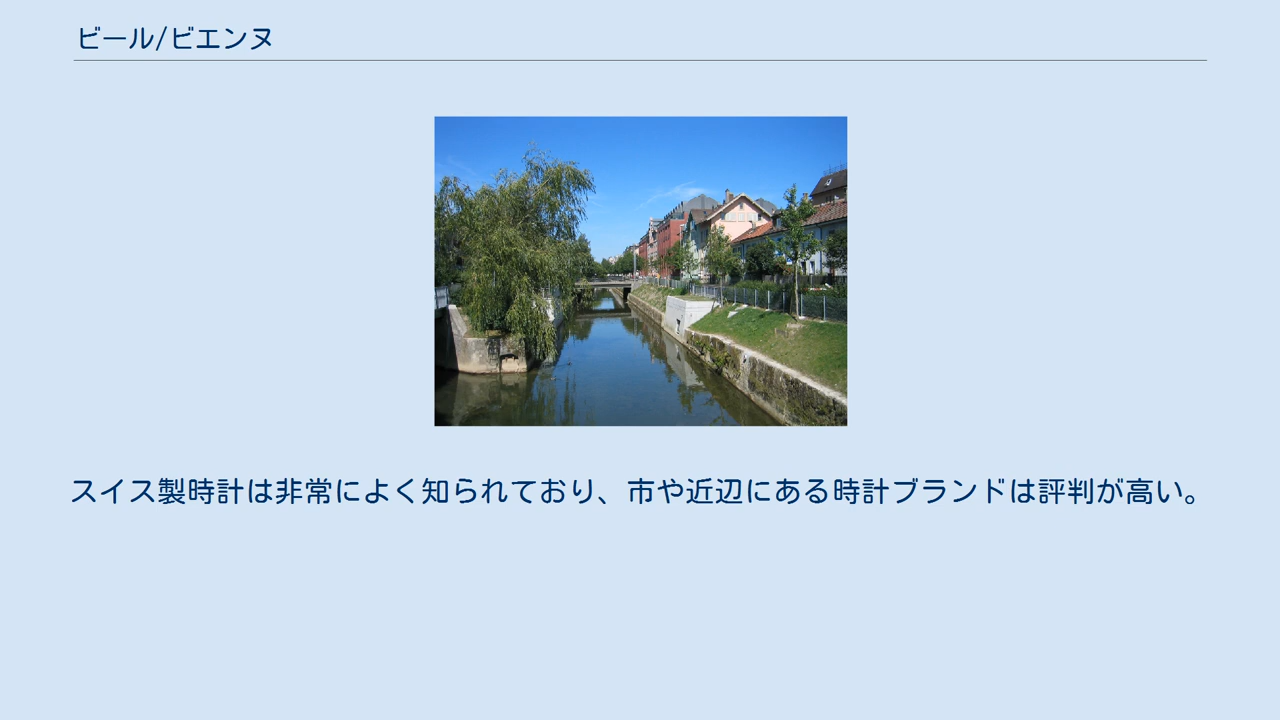 ビール/ビエンヌ
スイス製時計は非常によく知られており、市や近辺にある時計ブランドは評判が高い。